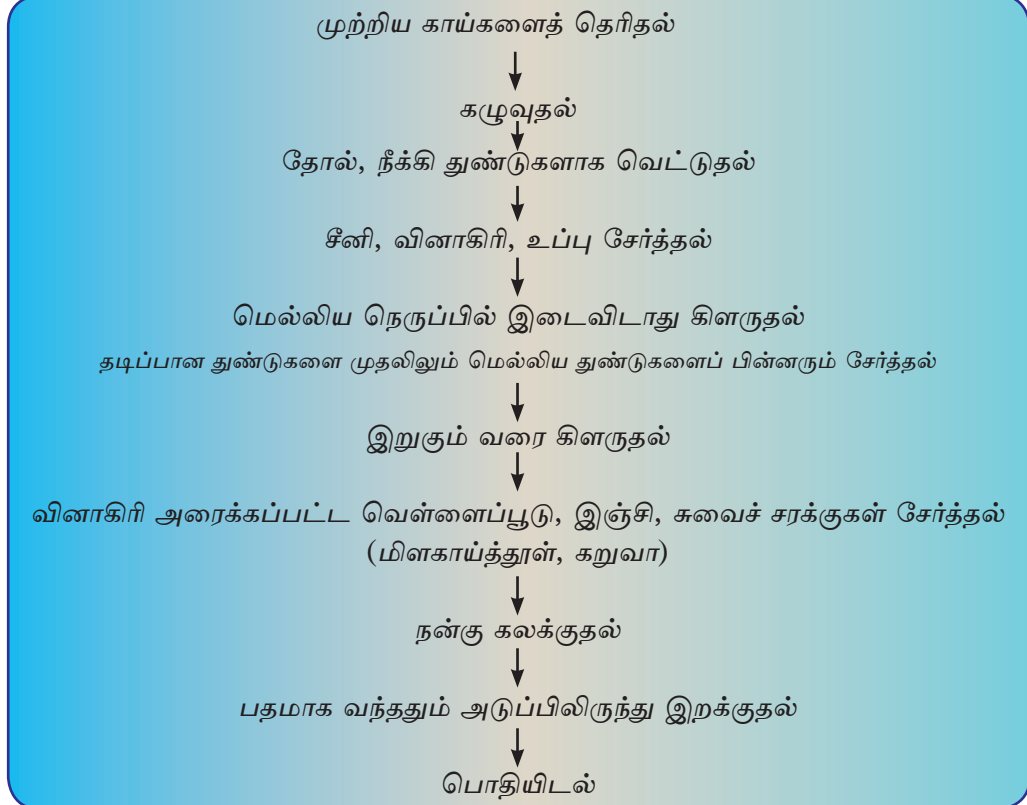 முற்றிய காய்களைத் தெரிதல்
கழுவுதல்
தோல், நீக்கி துண்டுகளாக வெட்டுதல்
சீனி, வினாகிரி, உப்பு சேர்த்தல்
மெல்லிய நெருப்பில் இடைவிடாது கிளருதல்
தடிப்பான துண்டுகளை முதலிலும் மெல்லிய துண்டுகளைப் பின்னரும் சேர்த்தல்
இறுகும் வரை கிளருதல்
வினாகிரி அரைக்கப்பட்ட வெள்ளைப்பூடு, இஞ்சி, சுவைச் சரக்குகள் சேர்த்தல்
(மிளகாய்த்தூள், கறுவா)
நன்கு கலக்குதல்
பதமாக வந்ததும் அடுப்பிலிருந்து இறக்குதல்
பொதியிடல்